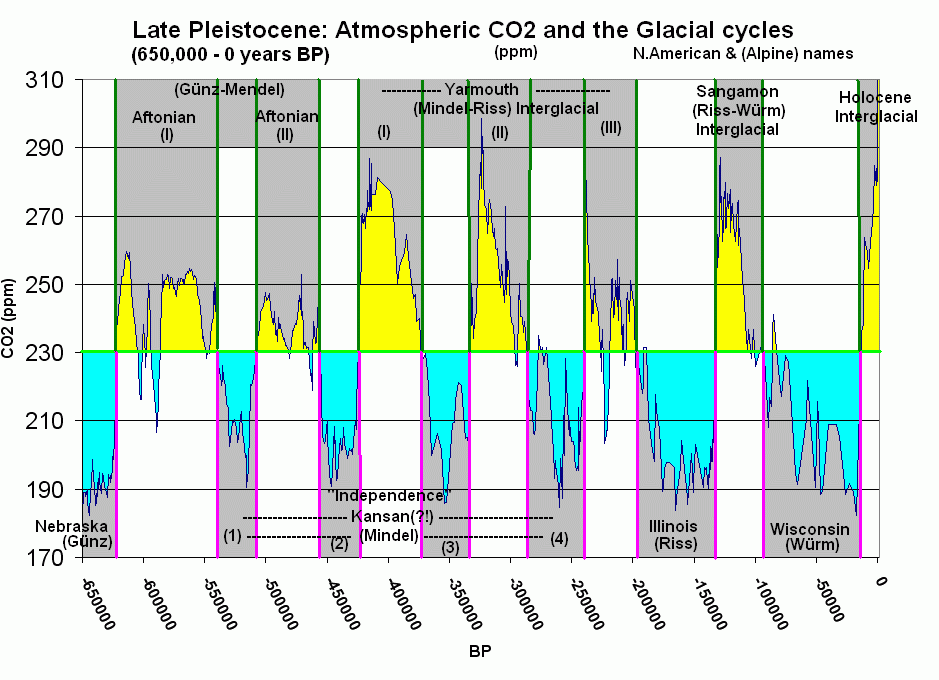 Late Pleistocene: Atmospheric CO2 and the Glacial cycles
(650,000 - 0 years BP)
(ppm)
N.American & (Alpine) names
310
290
270
250
230
210
190
170
CO2 (ppm)
(Günz-Mendel)
Aftonian
(I)
Aftonian
(II)
------------ Yarmouth ---------------
(Mindel-Riss) Interglacial
(I)
(II)
(III)
Sangamon
(Riss-Würm)
Interglacial
Holocene
Interglacial
Nebraska
(Günz)
"Independence"
--------------------- Kansan(?!) -----------------------
(1) --------------------- (Mindel) ------------------------ (4)
(2)
(3)
Illinois
(Riss)
Wisconsin
(Würm)
-650000
-600000
-550000
-500000
-450000
-400000
-350000
-300000
-250000
-200000
-150000
-100000
-50000
0
BP